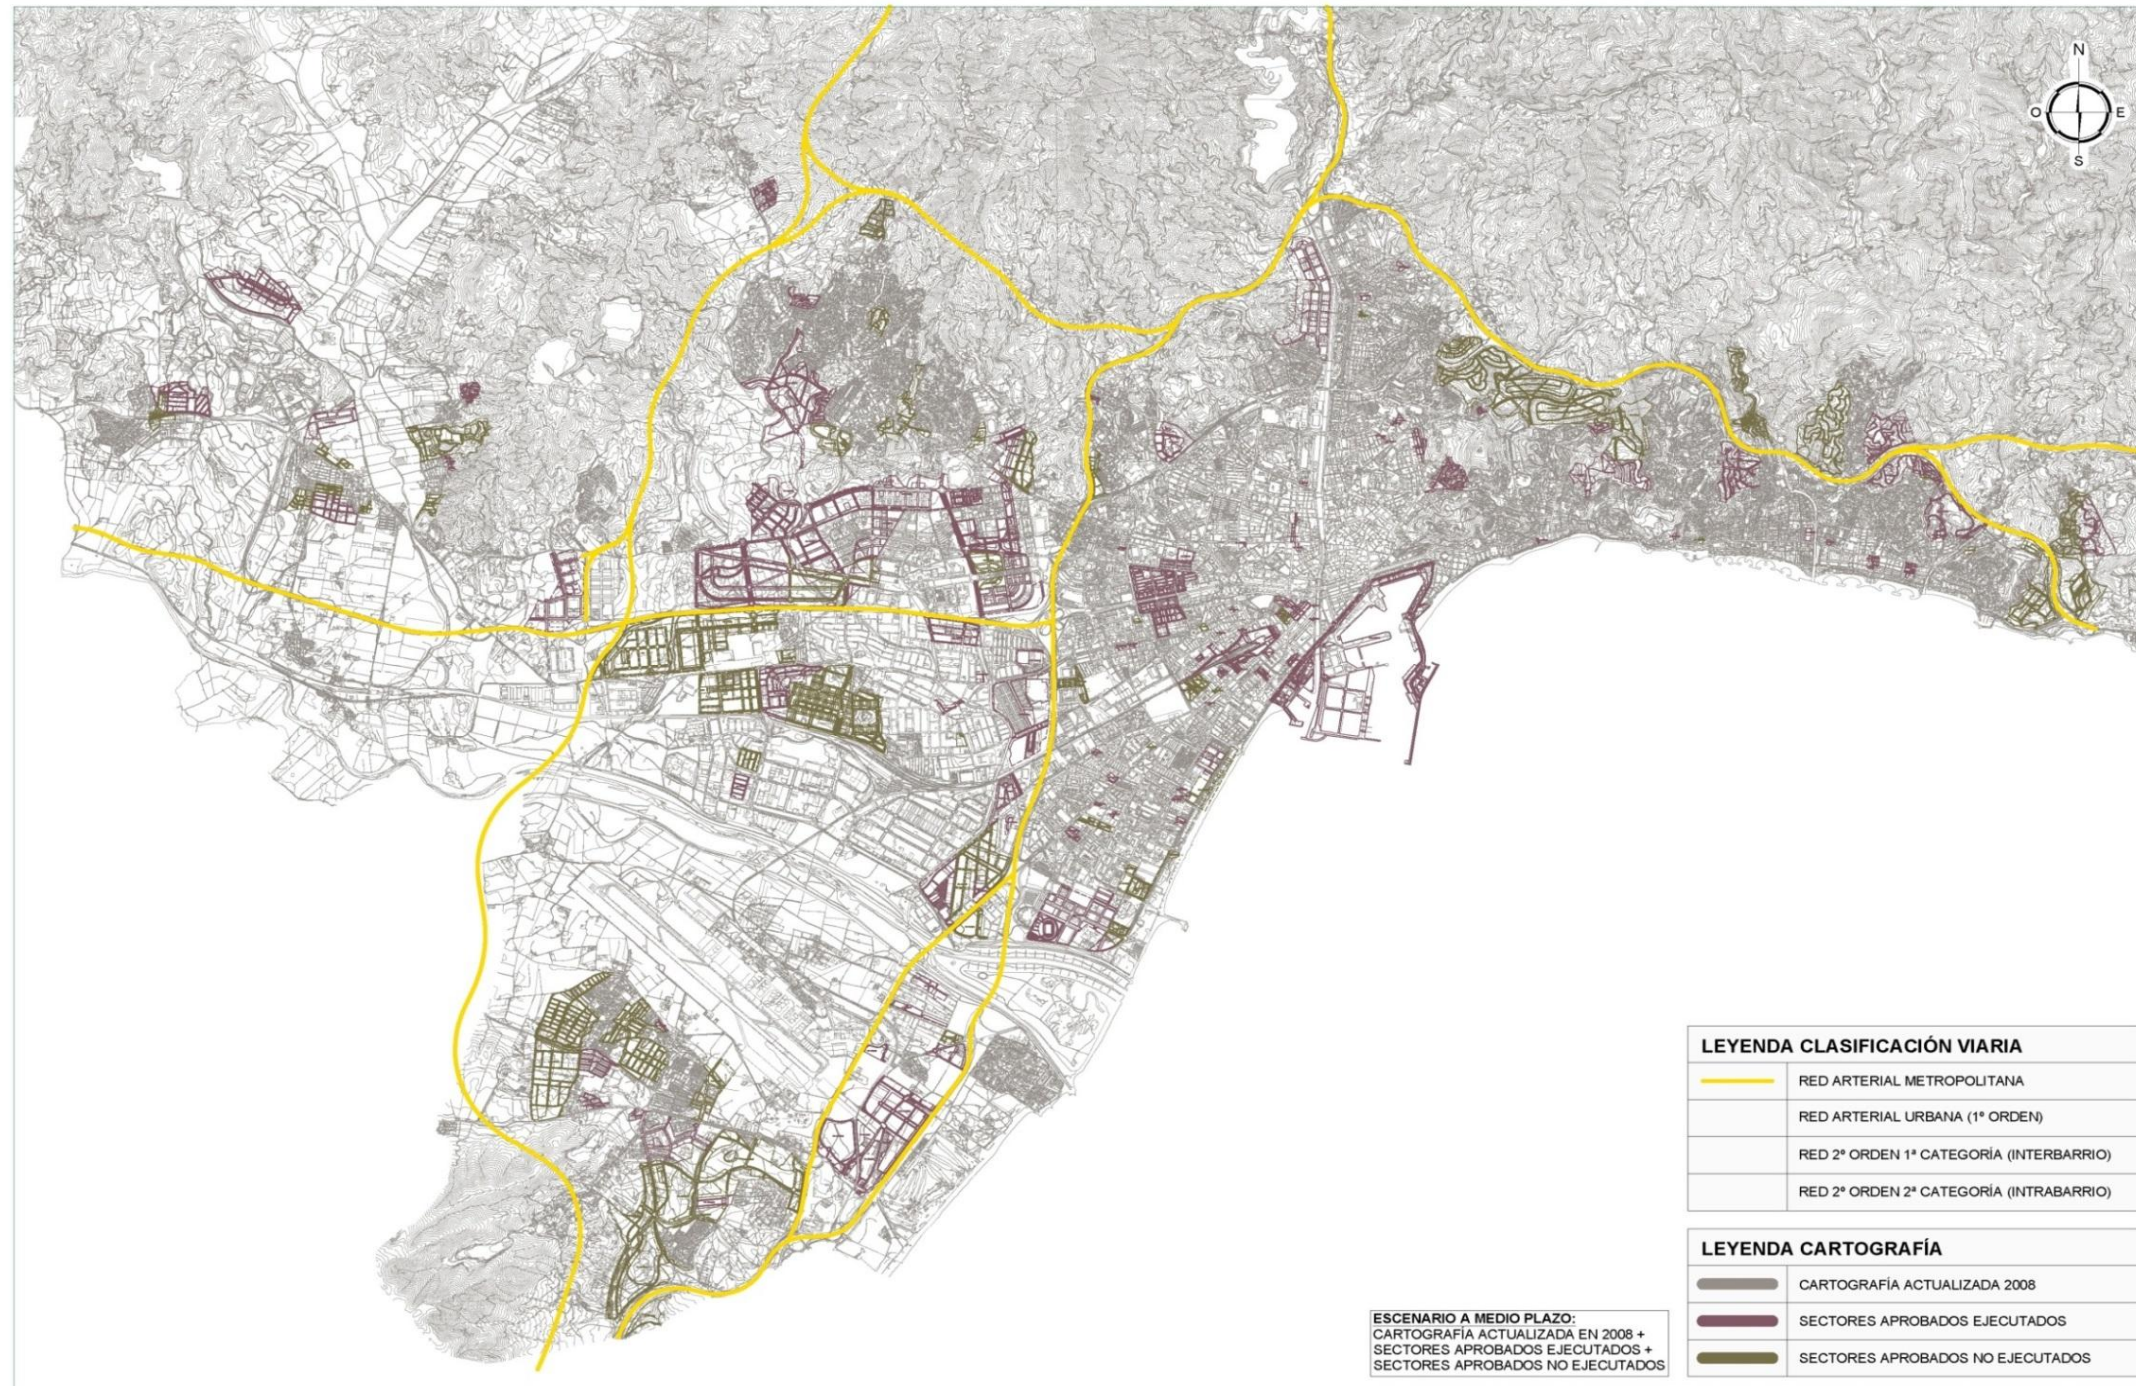 N
O
E
S
LEYENDA CLASIFICACIÓN VIARIA
RED ARTERIAL METROPOLITANA
RED ARTERIAL URBANA (1º ORDEN)
RED 2º ORDEN 1ª CATEGORÍA (INTERBARRIO)
RED 2º ORDEN 2ª CATEGORÍA (INTRABARRIO)
LEYENDA CARTOGRAFÍA
CARTOGRAFÍA ACTUALIZADA 2008
SECTORES APROBADOS EJECUTADOS
SECTORES APROBADOS NO EJECUTADOS
ESCENARIO A MEDIO PLAZO:
CARTOGRAFÍA ACTUALIZADA EN 2008 +
SECTORES APROBADOS EJECUTADOS +
SECTORES APROBADOS NO EJECUTADOS